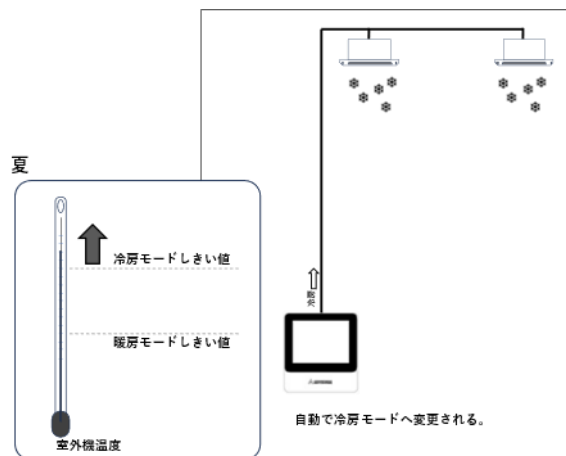 夏
冷房モードしきい値
暖房モードしきい値
室外機温度
冷房
自動で冷房モードへ変更される。